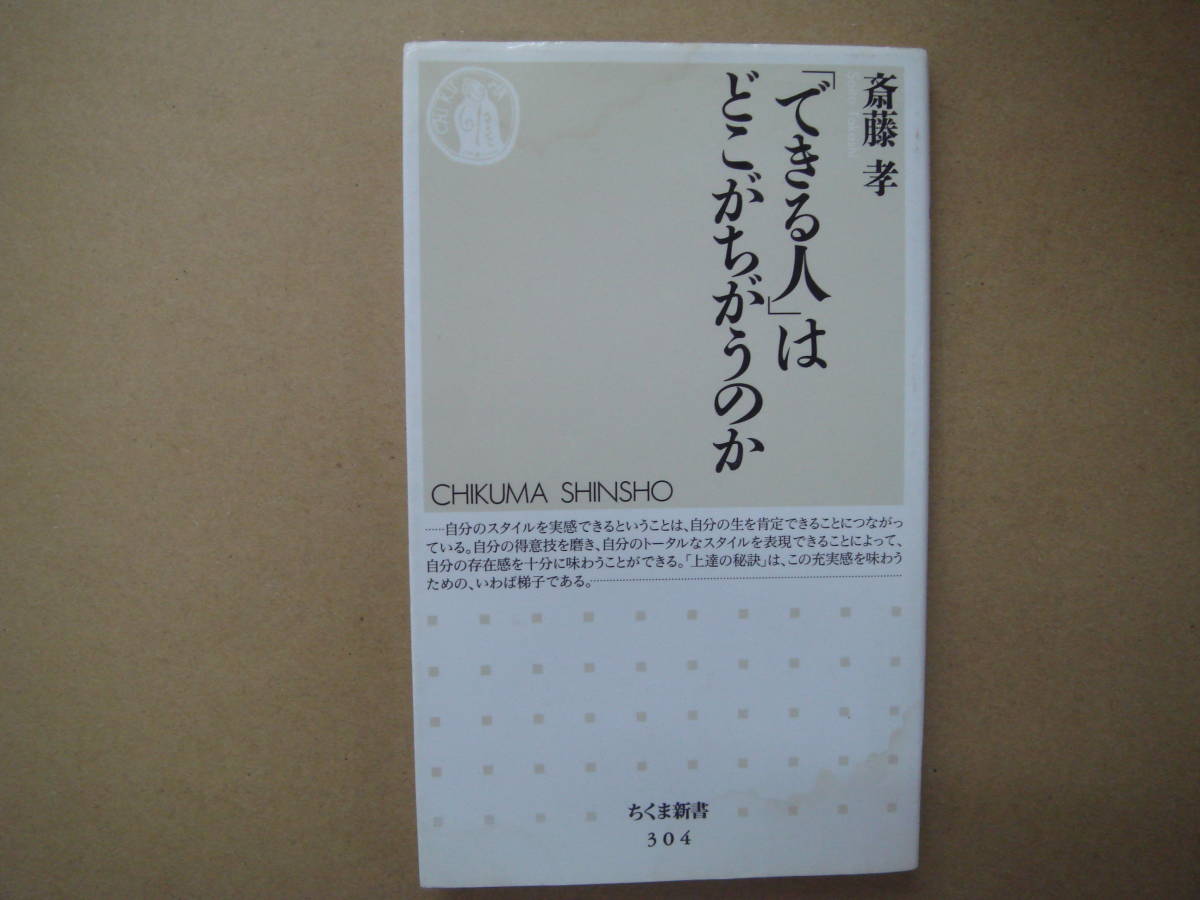 斎藤 孝
Saito Takashi
「できる人」は
どこがちがうのか
CHIKUMA SHINSHO
……自分のスタイルを実感できるということは、自分の生を肯定できることにつながっ
ている。自分の得意技を磨き、自分のトータルなスタイルを表現できることによって、
自分の存在感を十分に味わうことができる。「上達の秘訣」は、この充実感を味わう
ための、いわば梯子である。
ちくま新書
304